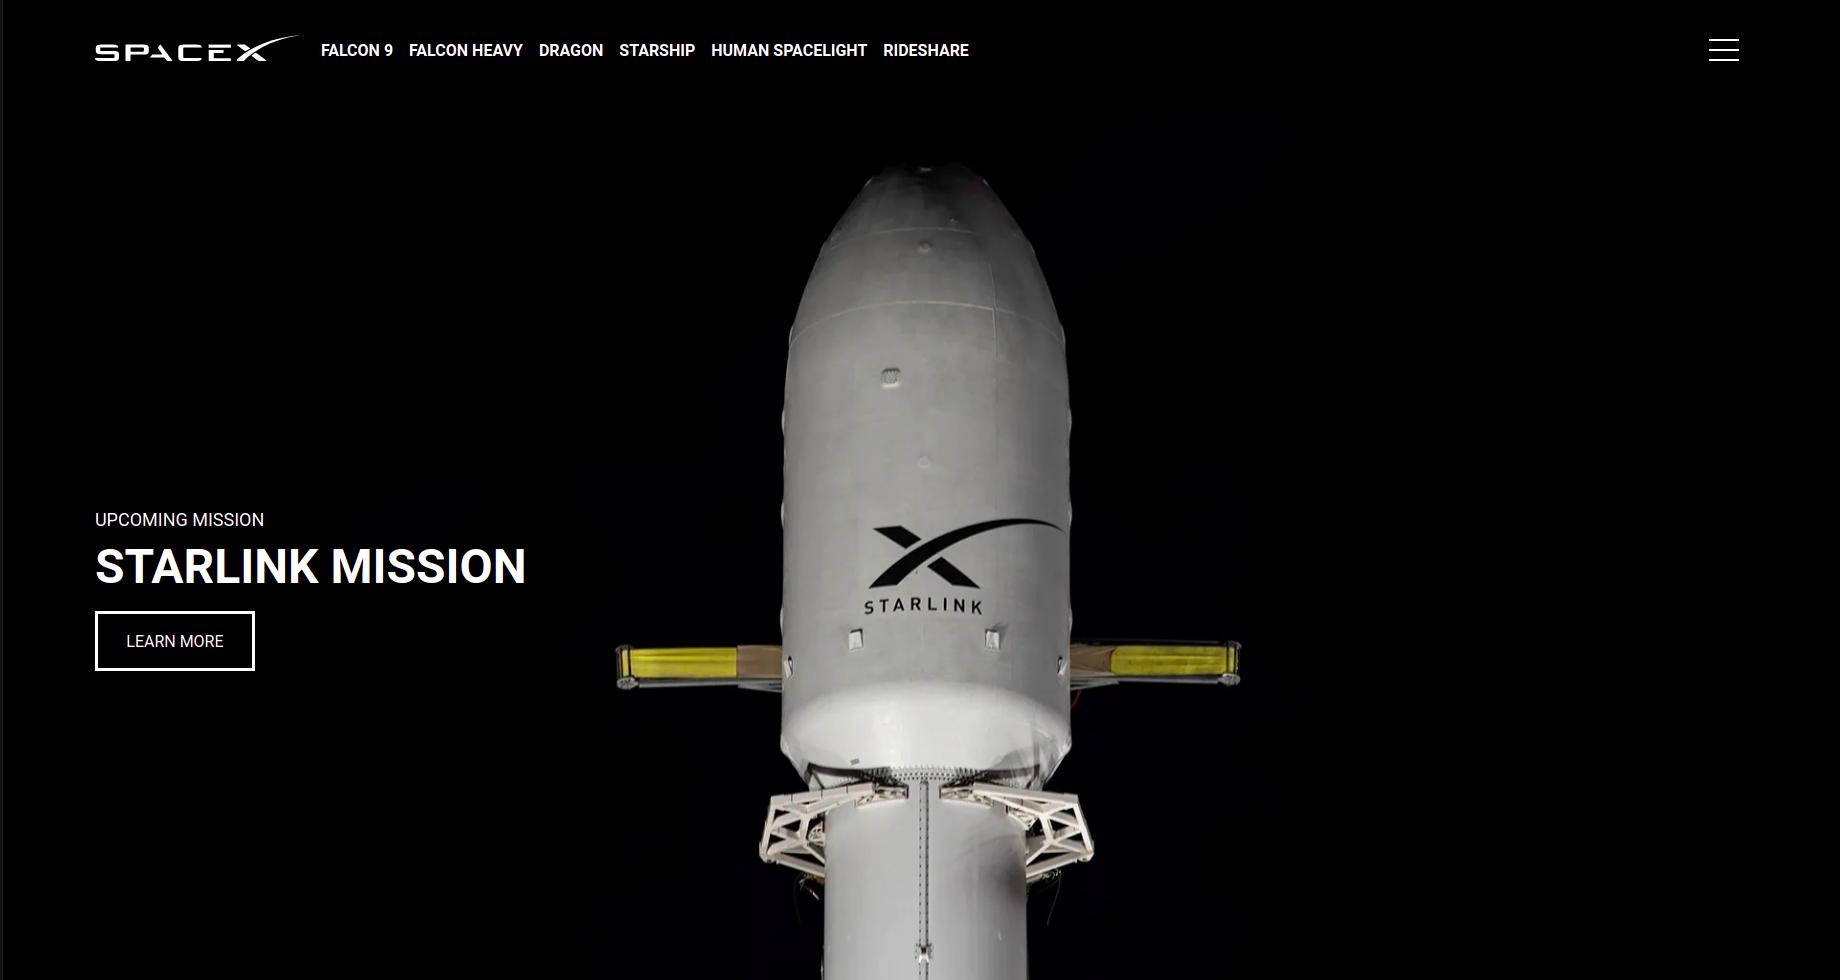 SPACEX FALCON 9 FALCON HEAVY DRAGON STARSHIP HUMAN SPACELIGHT RIDESHARE
UPCOMING MISSION
STARLINK MISSION
LEARN MORE
X
STARLINK